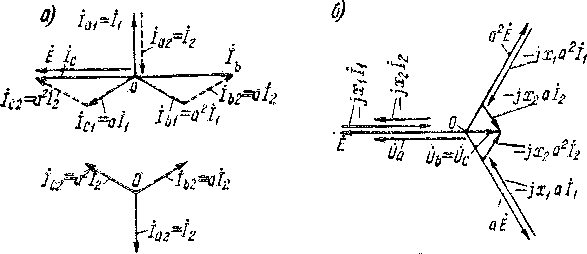 а)
İa1=İ1
İa2=İ2
Ė
İc
İb
0
İc2=a²İ2
İc1=aİ1
İb1=a²İ1
İb2=aİ2
İc2=a²İ2
0
İb2=aİ2
İa2=İ2
б)
a²Ė
-jx1a²İ1
-jx1İ1
-jx2İ2
-jx2aİ2
0
Ė
U̇a
U̇b=U̇c
-jx2a²İ2
-jx1aİ1
aĖ